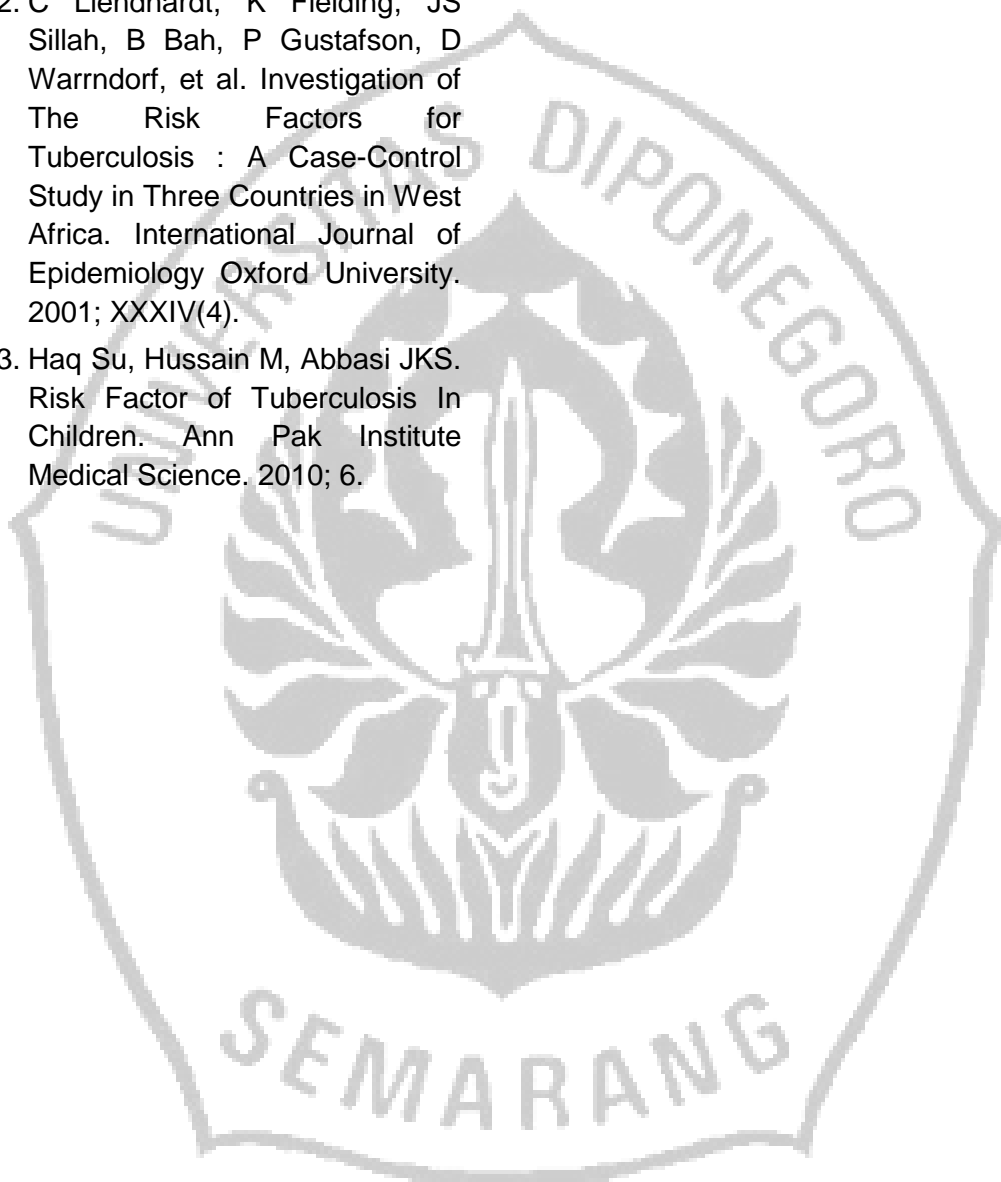 2. C Liendhardt, K Fielding, JS
Sillah, B Bah, P Gustafson, D
Warrndorf, et al. Investigation of
The Risk Factors for
Tuberculosis : A Case-Control
Study in Three Countries in West
Africa. International Journal of
Epidemiology Oxford University.
2001; XXXIV(4).
3. Haq Su, Hussain M, Abbasi JKS.
Risk Factor of Tuberculosis In
Children. Ann Pak Institute
Medical Science. 2010; 6.
UNIVERSITAS DIPONEGORO
SEMARANG